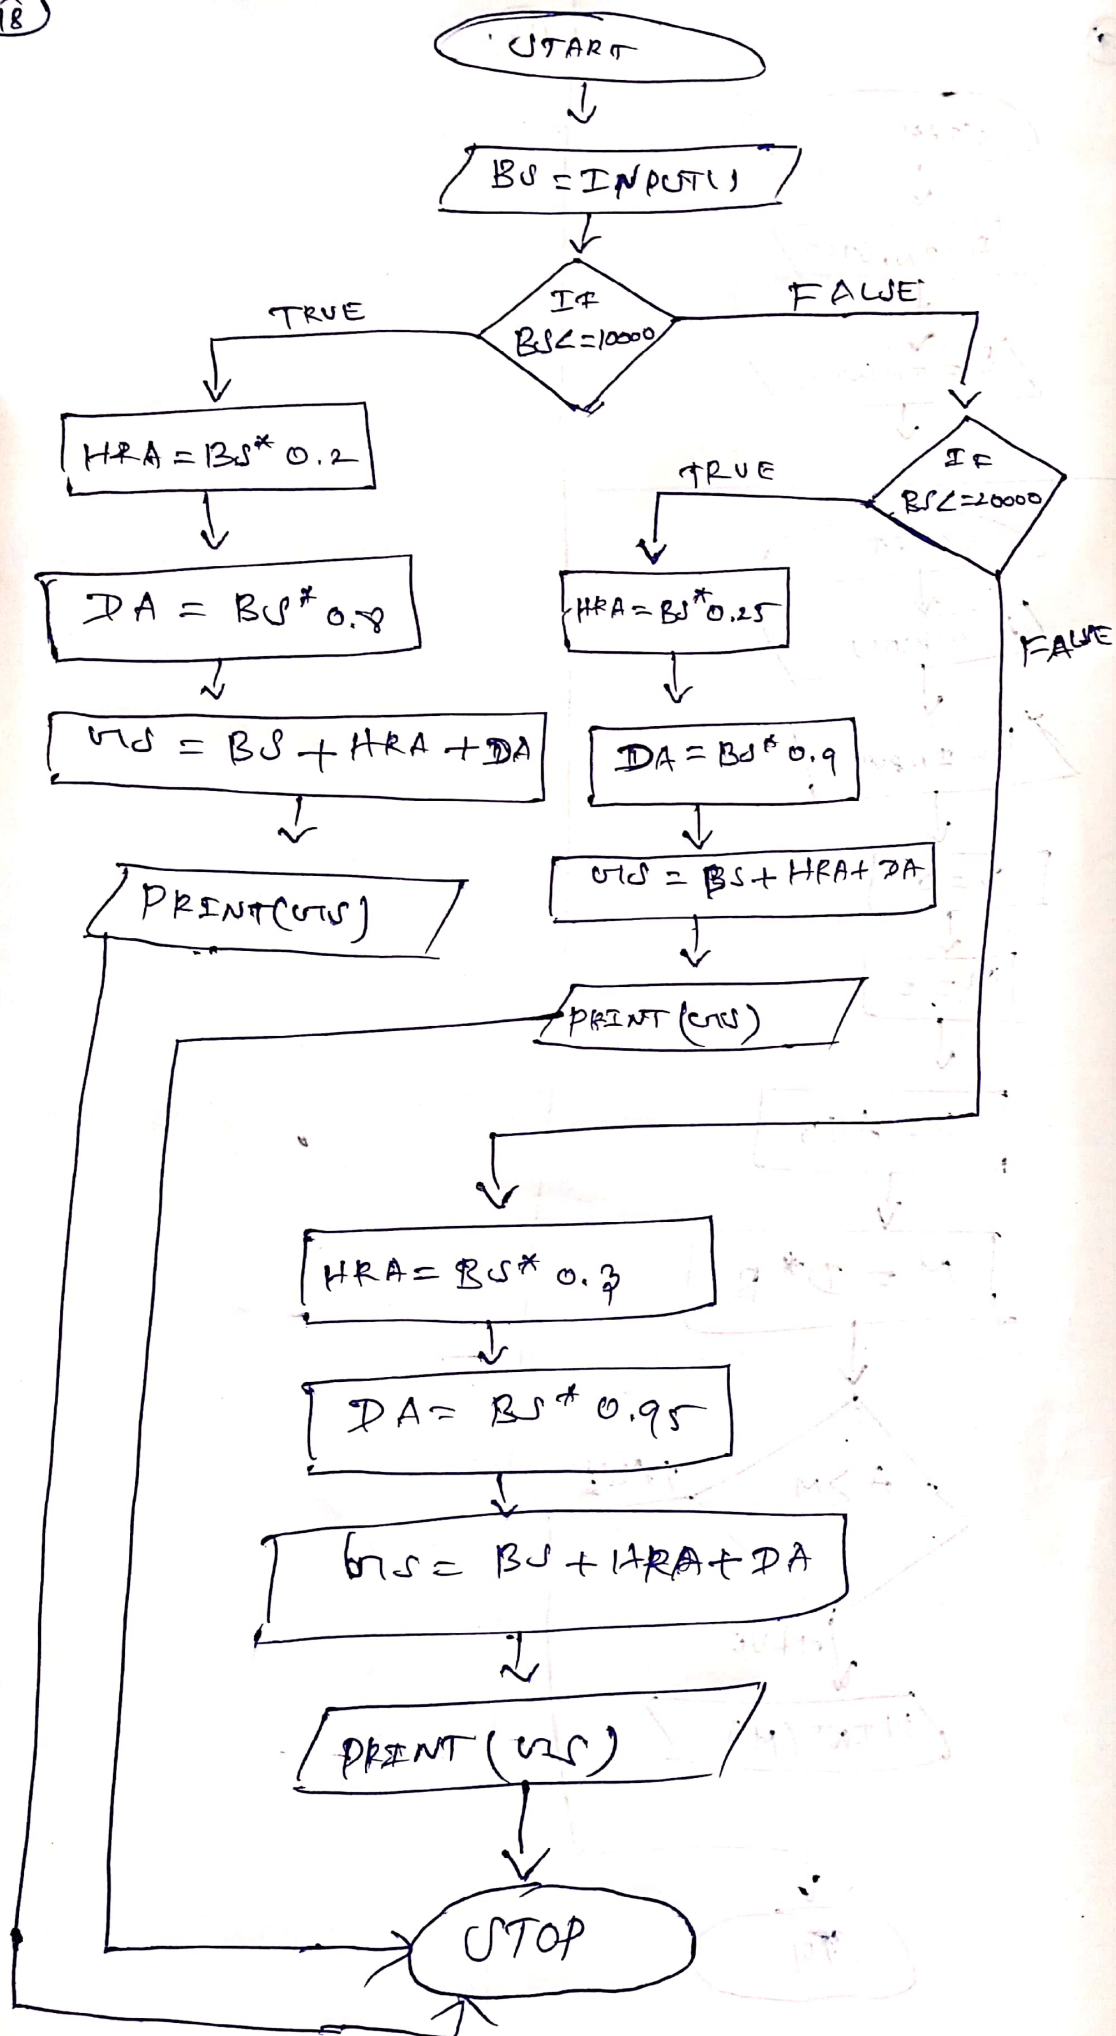 18
START
BS = INPUT()
IF
BS<=10000
TRUE
FALSE
HRA = BS* 0.2
DA = BS* 0.8
GS = BS + HRA + DA
PRINT(GS)
IF
BS<=20000
TRUE
FALSE
HRA = BS*0.25
DA = BS* 0.9
GS = BS + HRA + DA
PRINT (GS)
HRA = BS* 0.3
DA = BS* 0.95
GS = BS + HRA + DA
PRINT (GS)
STOP